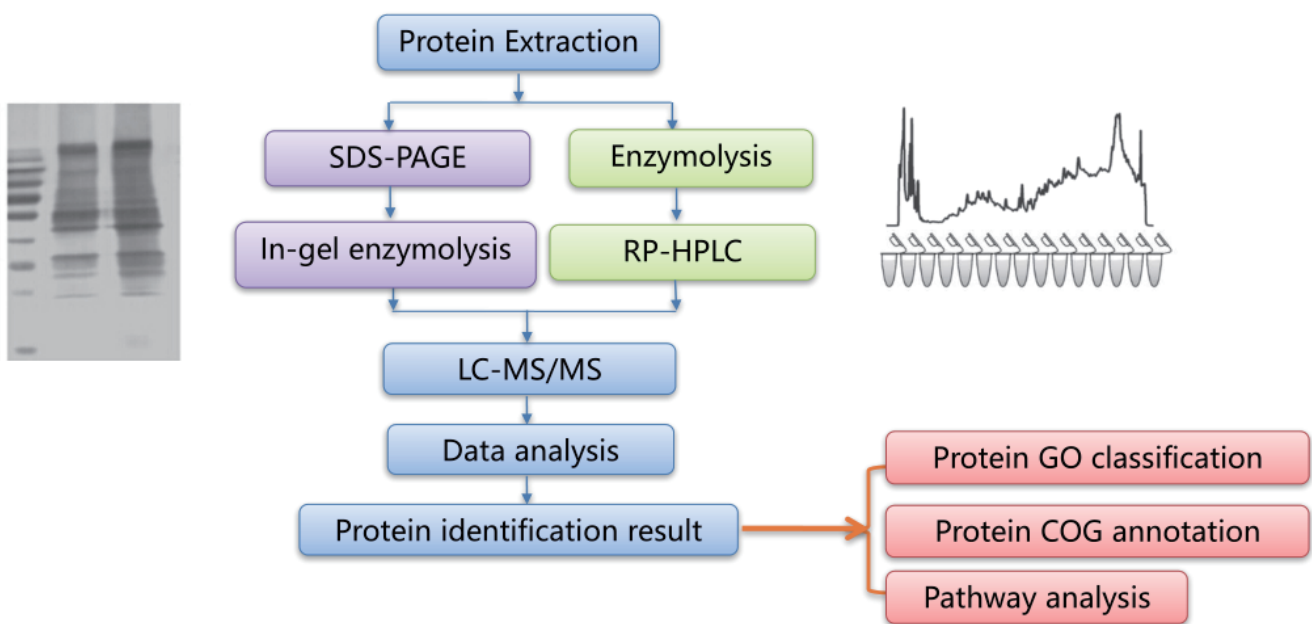 Protein Extraction
SDS-PAGE
Enzymolysis
In-gel enzymolysis
RP-HPLC
LC-MS/MS
Data analysis
Protein identification result
Protein GO classification
Protein COG annotation
Pathway analysis